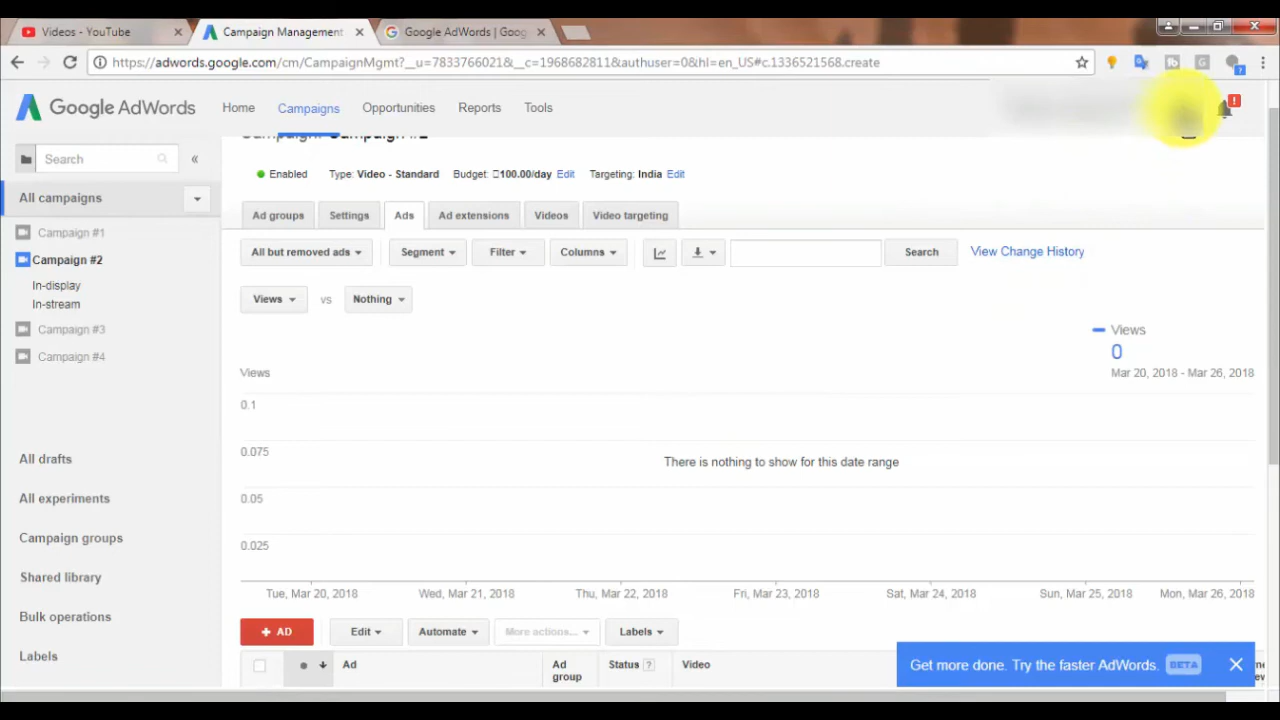 Videos - YouTube
Campaign Management
Google AdWords | Goog
https://adwords.google.com/cm/CampaignMgmt?__u=7833766021&__c=1968682811&authuser=0&hl=en_US#c.1336521568.create
Google AdWords
Home
Campaigns
Opportunities
Reports
Tools
!
Campaign: Campaign #2
Search
«
Enabled Type: Video - Standard Budget: 100.00/day Edit Targeting: India Edit
All campaigns
Ad groups
Settings
Ads
Ad extensions
Videos
Video targeting
Campaign #1
Campaign #2
In-display
In-stream
Campaign #3
Campaign #4
All drafts
All experiments
Campaign groups
Shared library
Bulk operations
Labels
All but removed ads
Segment
Filter
Columns
Search
View Change History
Views
vs
Nothing
Views
0
Mar 20, 2018 - Mar 26, 2018
Views
0.1
0.075
There is nothing to show for this date range
0.05
0.025
Tue, Mar 20, 2018
Wed, Mar 21, 2018
Thu, Mar 22, 2018
Fri, Mar 23, 2018
Sat, Mar 24, 2018
Sun, Mar 25, 2018
Mon, Mar 26, 2018
+ AD
Edit
Automate
More actions...
Labels
Ad
Ad group
Status ?
Video
Get more done. Try the faster AdWords. BETA